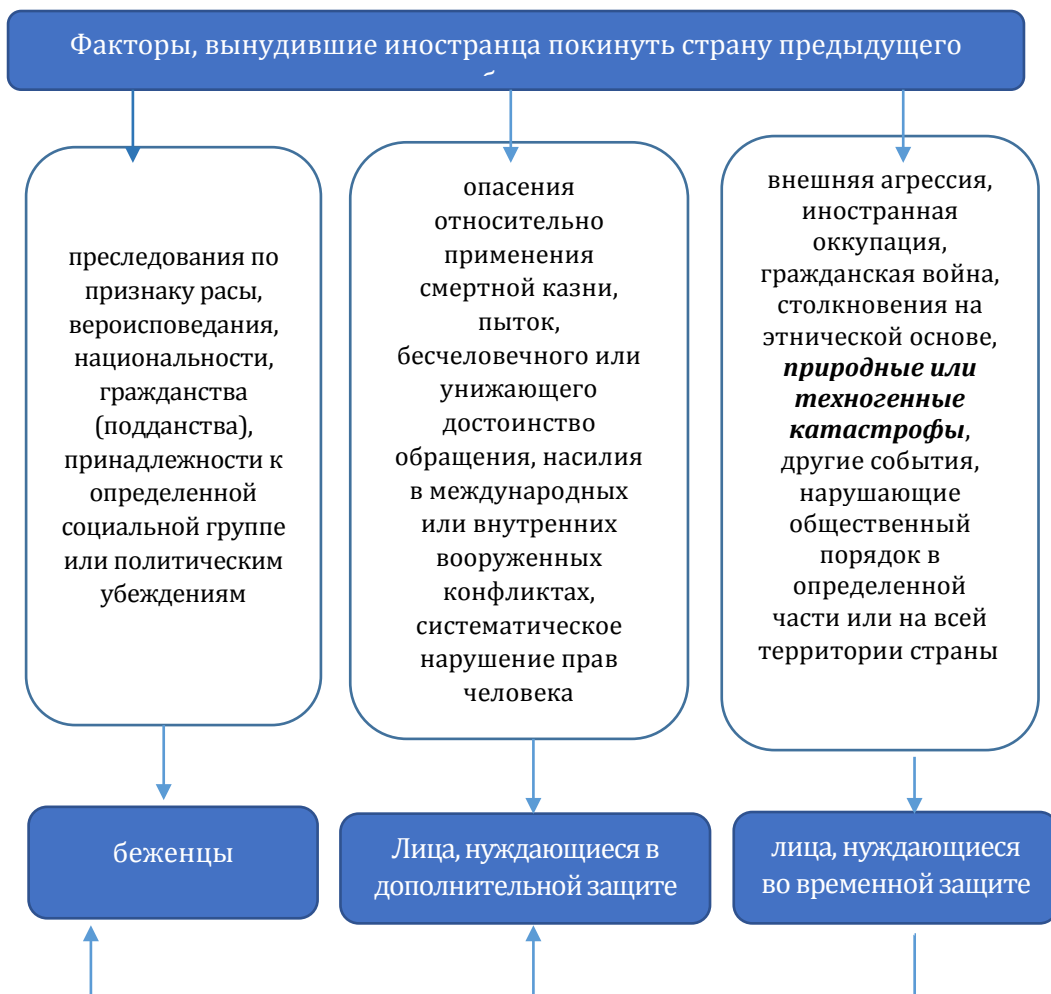 Факторы, вынудившие иностранца покинуть страну предыдущего
преследования по
признаку расы,
вероисповедания,
национальности,
гражданства
(подданства),
принадлежности к
определенной
социальной группе
или политическим
убеждениям
опасения
относительно
применения
смертной казни,
пыток,
бесчеловечного или
унижающего
достоинство
обращения, насилия
в международных
или внутренних
вооруженных
конфликтах,
систематическое
нарушение прав
человека
внешняя агрессия,
иностранная
оккупация,
гражданская война,
столкновения на
этнической основе,
природные или
техногенные
катастрофы,
другие события,
нарушающие
общественный
порядок в
определенной
части или на всей
территории страны
беженцы
Лица, нуждающиеся в
дополнительной защите
лица, нуждающиеся
во временной защите